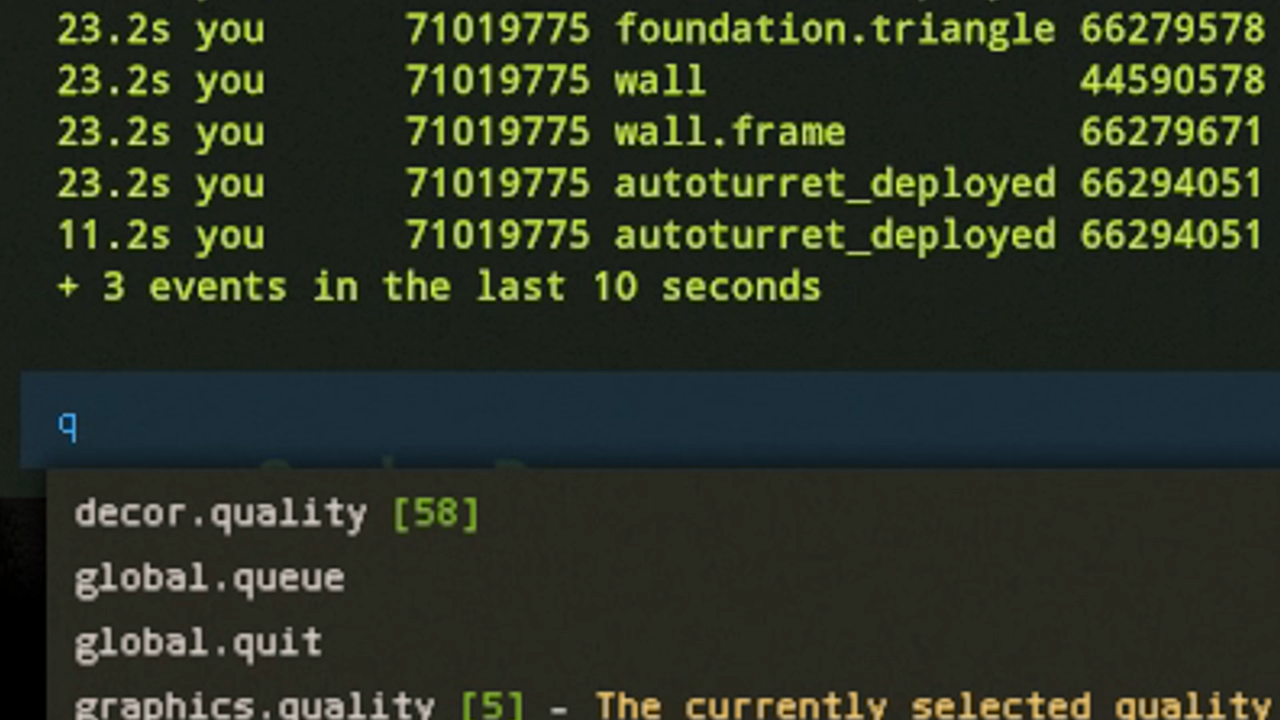 23.2s you 71019775 foundation.triangle 66279578
23.2s you 71019775 wall 44590578
23.2s you 71019775 wall.frame 66279671
23.2s you 71019775 autoturret_deployed 66294051
11.2s you 71019775 autoturret_deployed 66294051
+ 3 events in the last 10 seconds
q
decor.quality [58]
global.queue
global.quit
graphics.quality [5] - The currently selected quality